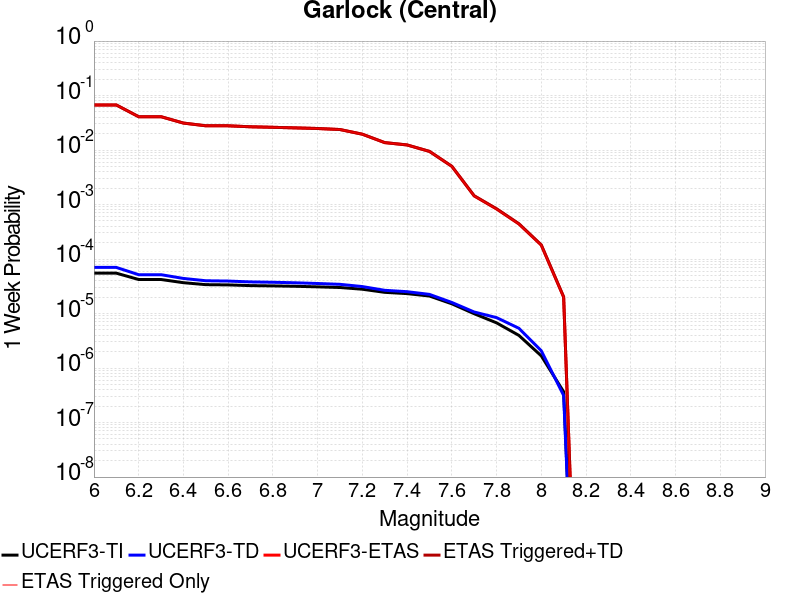 Garlock (Central)
10^0
10^-1
10^-2
10^-3
10^-4
10^-5
10^-6
10^-7
10^-8
1 Week Probability
6 6.2 6.4 6.6 6.8 7 7.2 7.4 7.6 7.8 8 8.2 8.4 8.6 8.8 9
Magnitude
UCERF3-TI UCERF3-TD UCERF3-ETAS ETAS Triggered+TD
ETAS Triggered Only